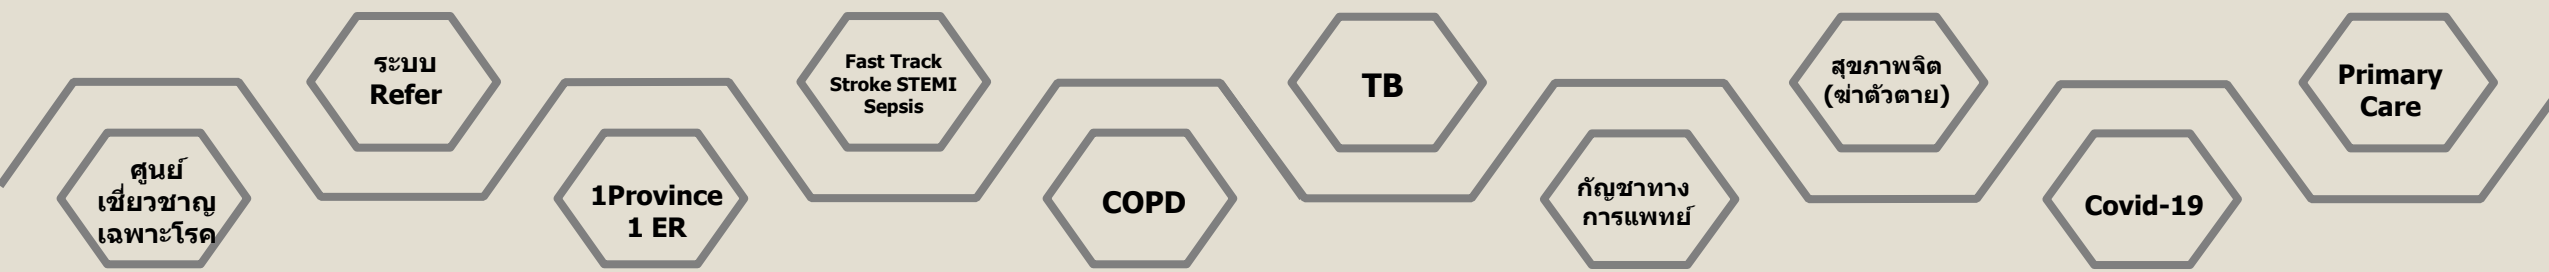 ศูนย์
เชี่ยวชาญ
เฉพาะโรค
ระบบ
Refer
1Province
1 ER
Fast Track
Stroke STEMI
Sepsis
COPD
TB
กัญชาทาง
การแพทย์
สุขภาพจิต
(ฆ่าตัวตาย)
Covid-19
Primary
Care